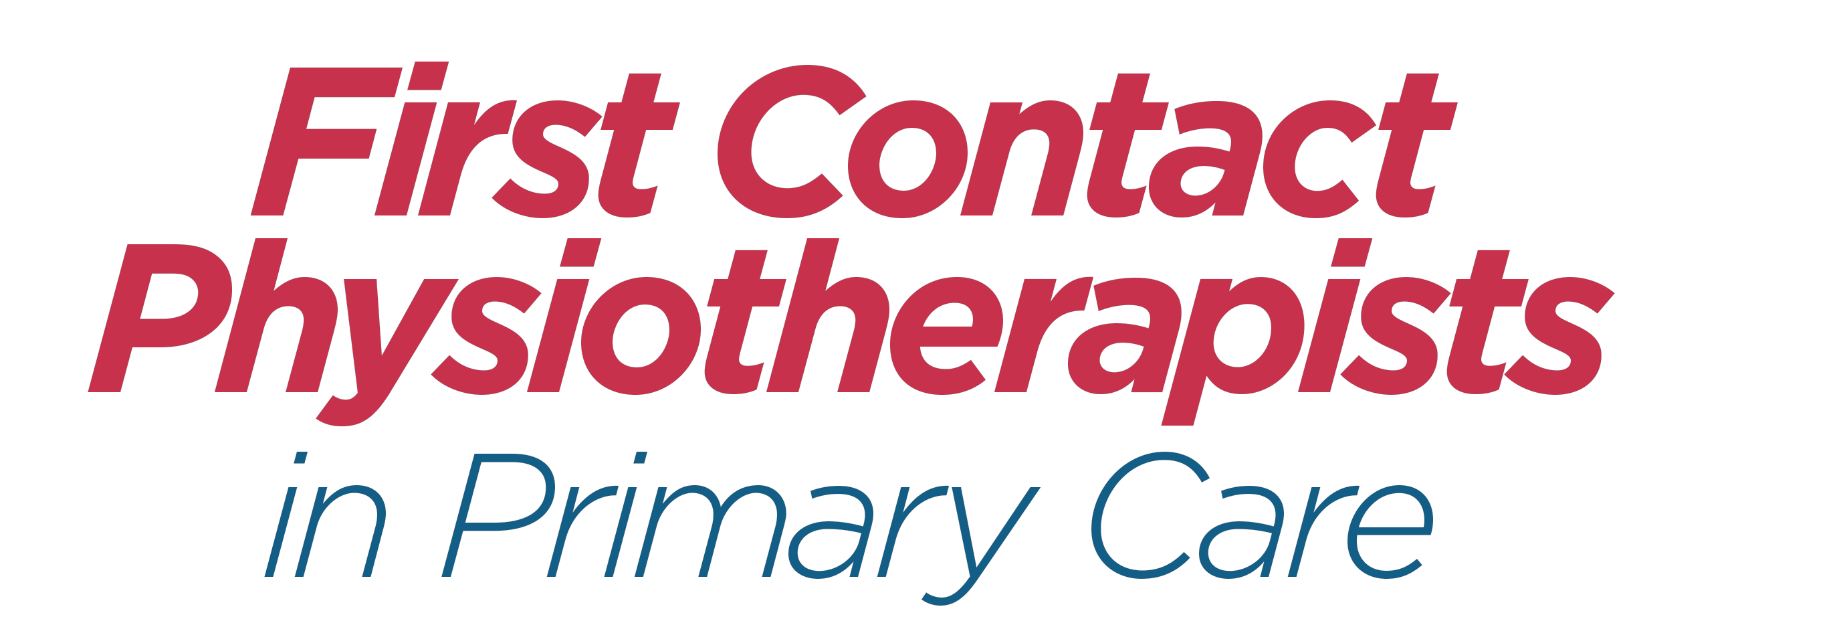 First Contact
Physiotherapists
in Primary Care